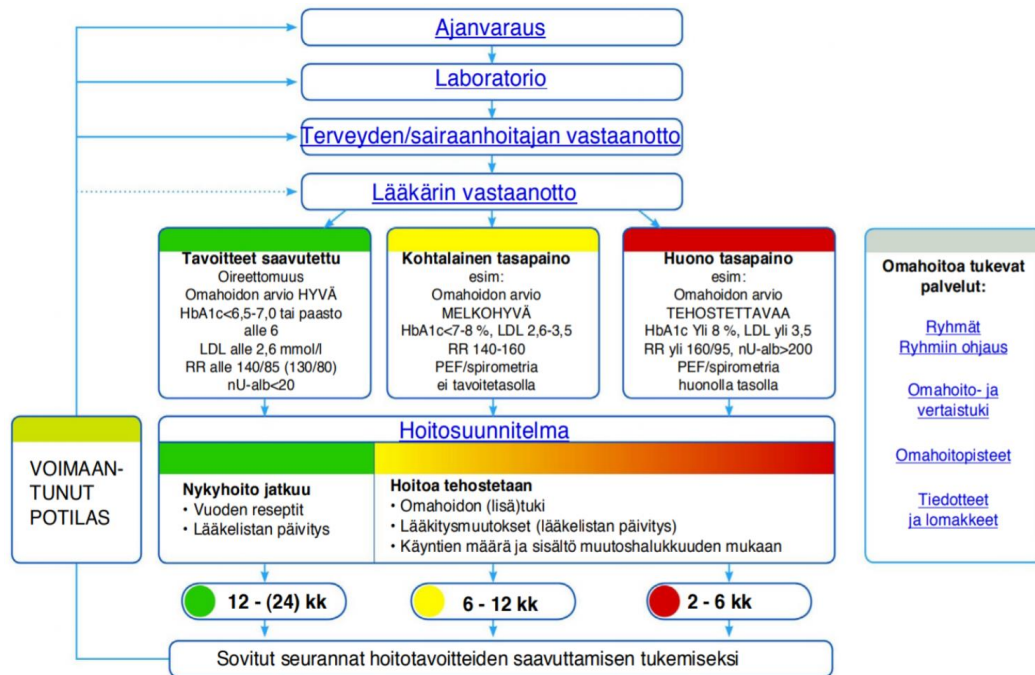 Ajanvaraus
Laboratorio
Terveyden/sairaanhoitajan vastaanotto
Lääkärin vastaanotto
Tavoitteet saavutettu
Oireettomuus
Omahoidon arvio HYVÄ
HbA1c<6,5-7,0 tai paasto
alle 6
LDL alle 2,6 mmol/l
RR alle 140/85 (130/80)
nU-alb<20
Kohtalainen tasapaino
esim:
Omahoidon arvio
MELKOHYVÄ
HbA1c<7-8 %, LDL 2,6-3,5
RR 140-160
PEF/spirometria
ei tavoitetasolla
Huono tasapaino
esim:
Omahoidon arvio
TEHOSTETTAVAA
HbA1c Yli 8 %, LDL yli 3,5
RR yli 160/95, nU-alb>200
PEF/spirometria
huonolla tasolla
Omahoitoa tukevat
palvelut:
Ryhmät
Ryhmiin ohjaus
Omahoito- ja
vertaistuki
Omahoitopisteet
Tiedotteet
ja lomakkeet
VOIMAAN-
TUNUT
POTILAS
Hoitosuunnitelma
Nykyhoito jatkuu
• Vuoden reseptit
• Lääkelistan päivitys
Hoitoa tehostetaan
• Omahoidon (lisä)tuki
• Lääkitysmuutokset (lääkelistan päivitys)
• Käyntien määrä ja sisältö muutoshalukkuuden mukaan
12 - (24) kk
6 - 12 kk
2 - 6 kk
Sovitut seurannat hoitotavoitteiden saavuttamisen tukemiseksi